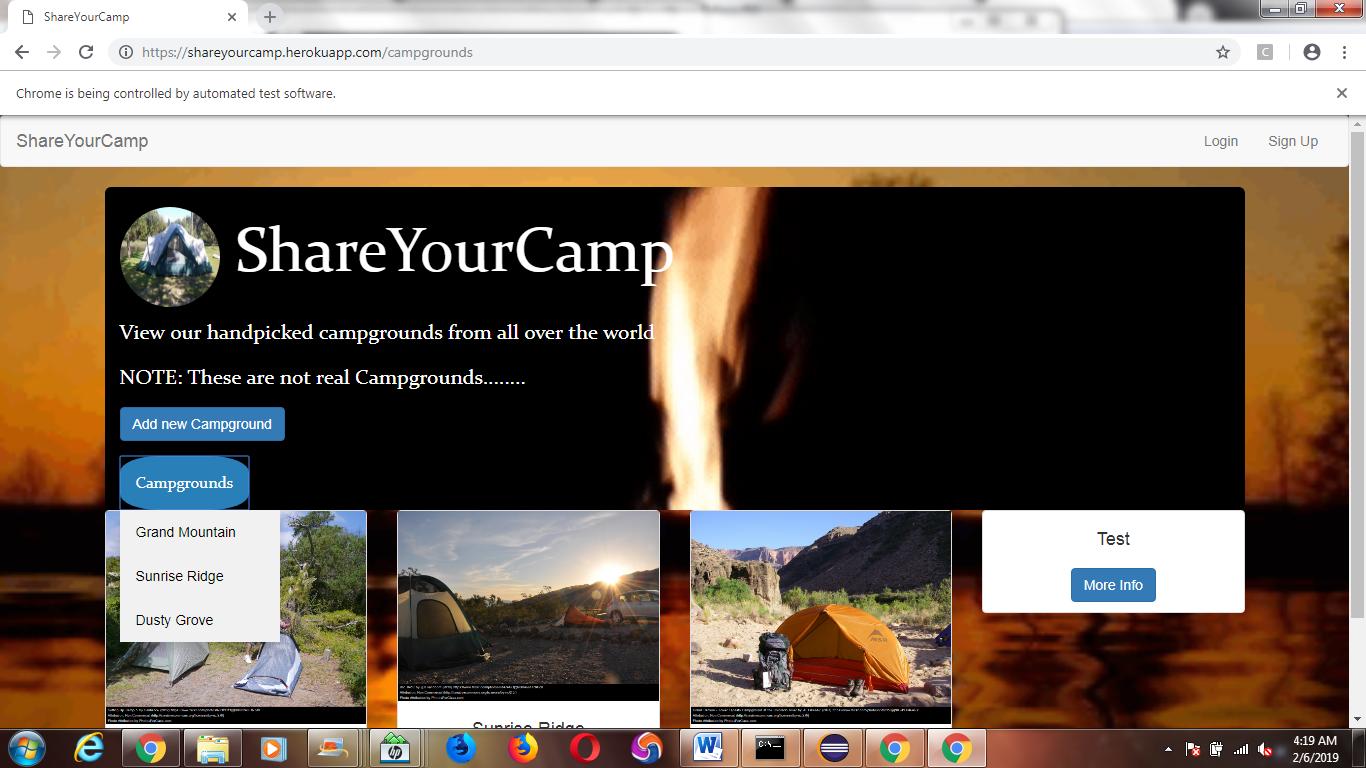 ShareYourCamp
https://shareyourcamp.herokuapp.com/campgrounds
C
Chrome is being controlled by automated test software.
ShareYourCamp
Login
Sign Up
ShareYourCamp
View our handpicked campgrounds from all over the world
NOTE: These are not real Campgrounds........
Add new Campground
Campgrounds
Grand Mountain
Sunrise Ridge
Dusty Grove
Test
More Info
Sunrise Ridge
hp
C:\_
4:19 AM
2/6/2019